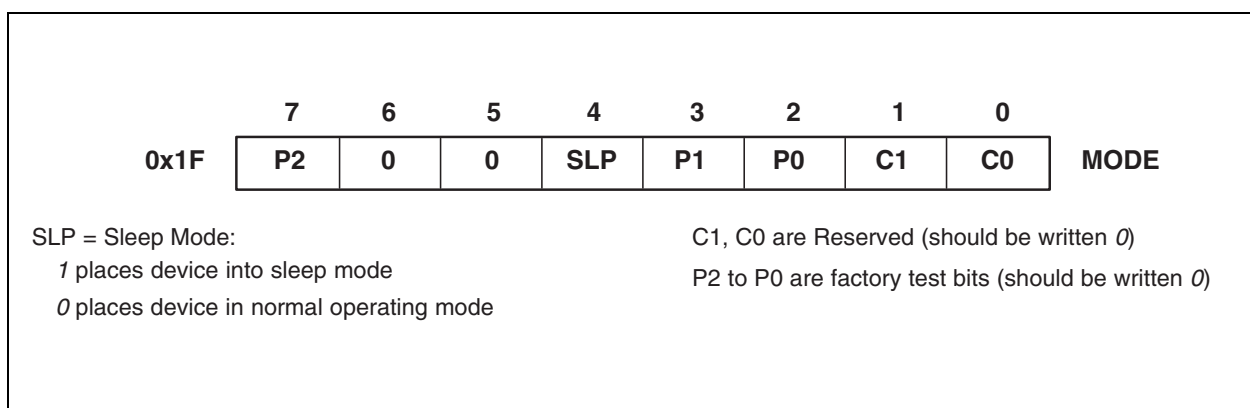 7 6 5 4 3 2 1 0
0x1F P2 0 0 SLP P1 P0 C1 C0 MODE
SLP = Sleep Mode:
1 places device into sleep mode
0 places device in normal operating mode
C1, C0 are Reserved (should be written 0)
P2 to P0 are factory test bits (should be written 0)